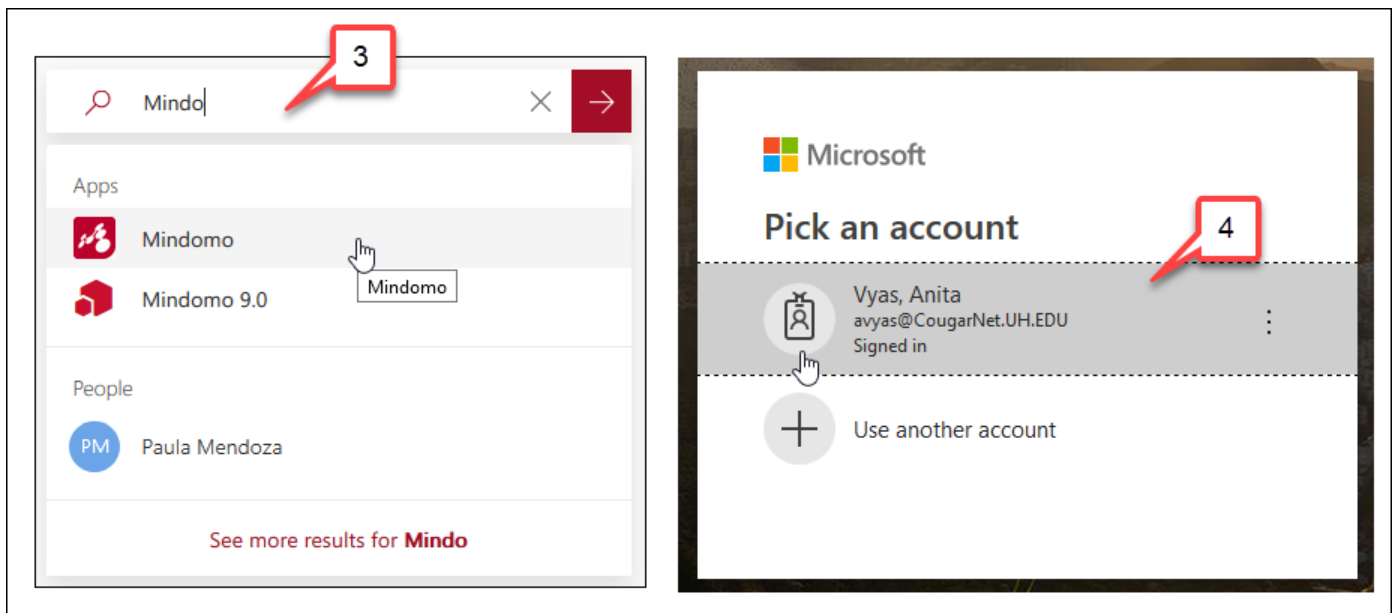 3
Mindo
Apps
Mindomo
Mindomo
Mindomo 9.0
People
PM
Paula Mendoza
See more results for Mindo
Microsoft
Pick an account
4
Vyas, Anita
avyas@CougarNet.UH.EDU
Signed in
Use another account